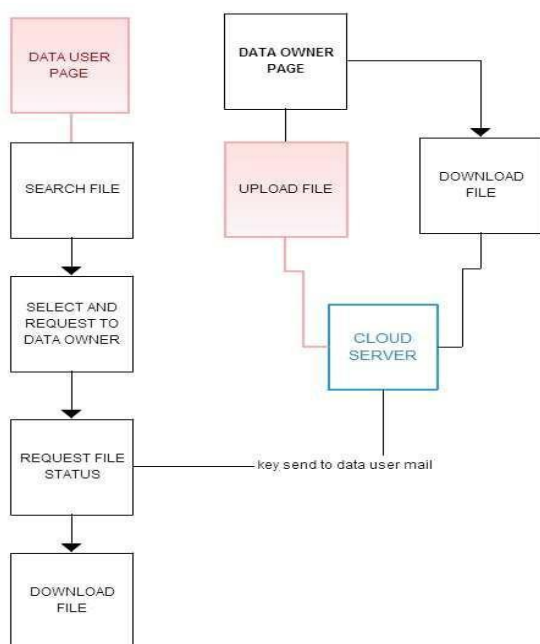 DATA USER
PAGE
DATA OWNER
PAGE
SEARCH FILE
UPLOAD FILE
DOWNLOAD
FILE
SELECT AND
REQUEST TO
DATA OWNER
CLOUD
SERVER
REQUEST FILE
STATUS
key send to data user mail
DOWNLOAD
FILE